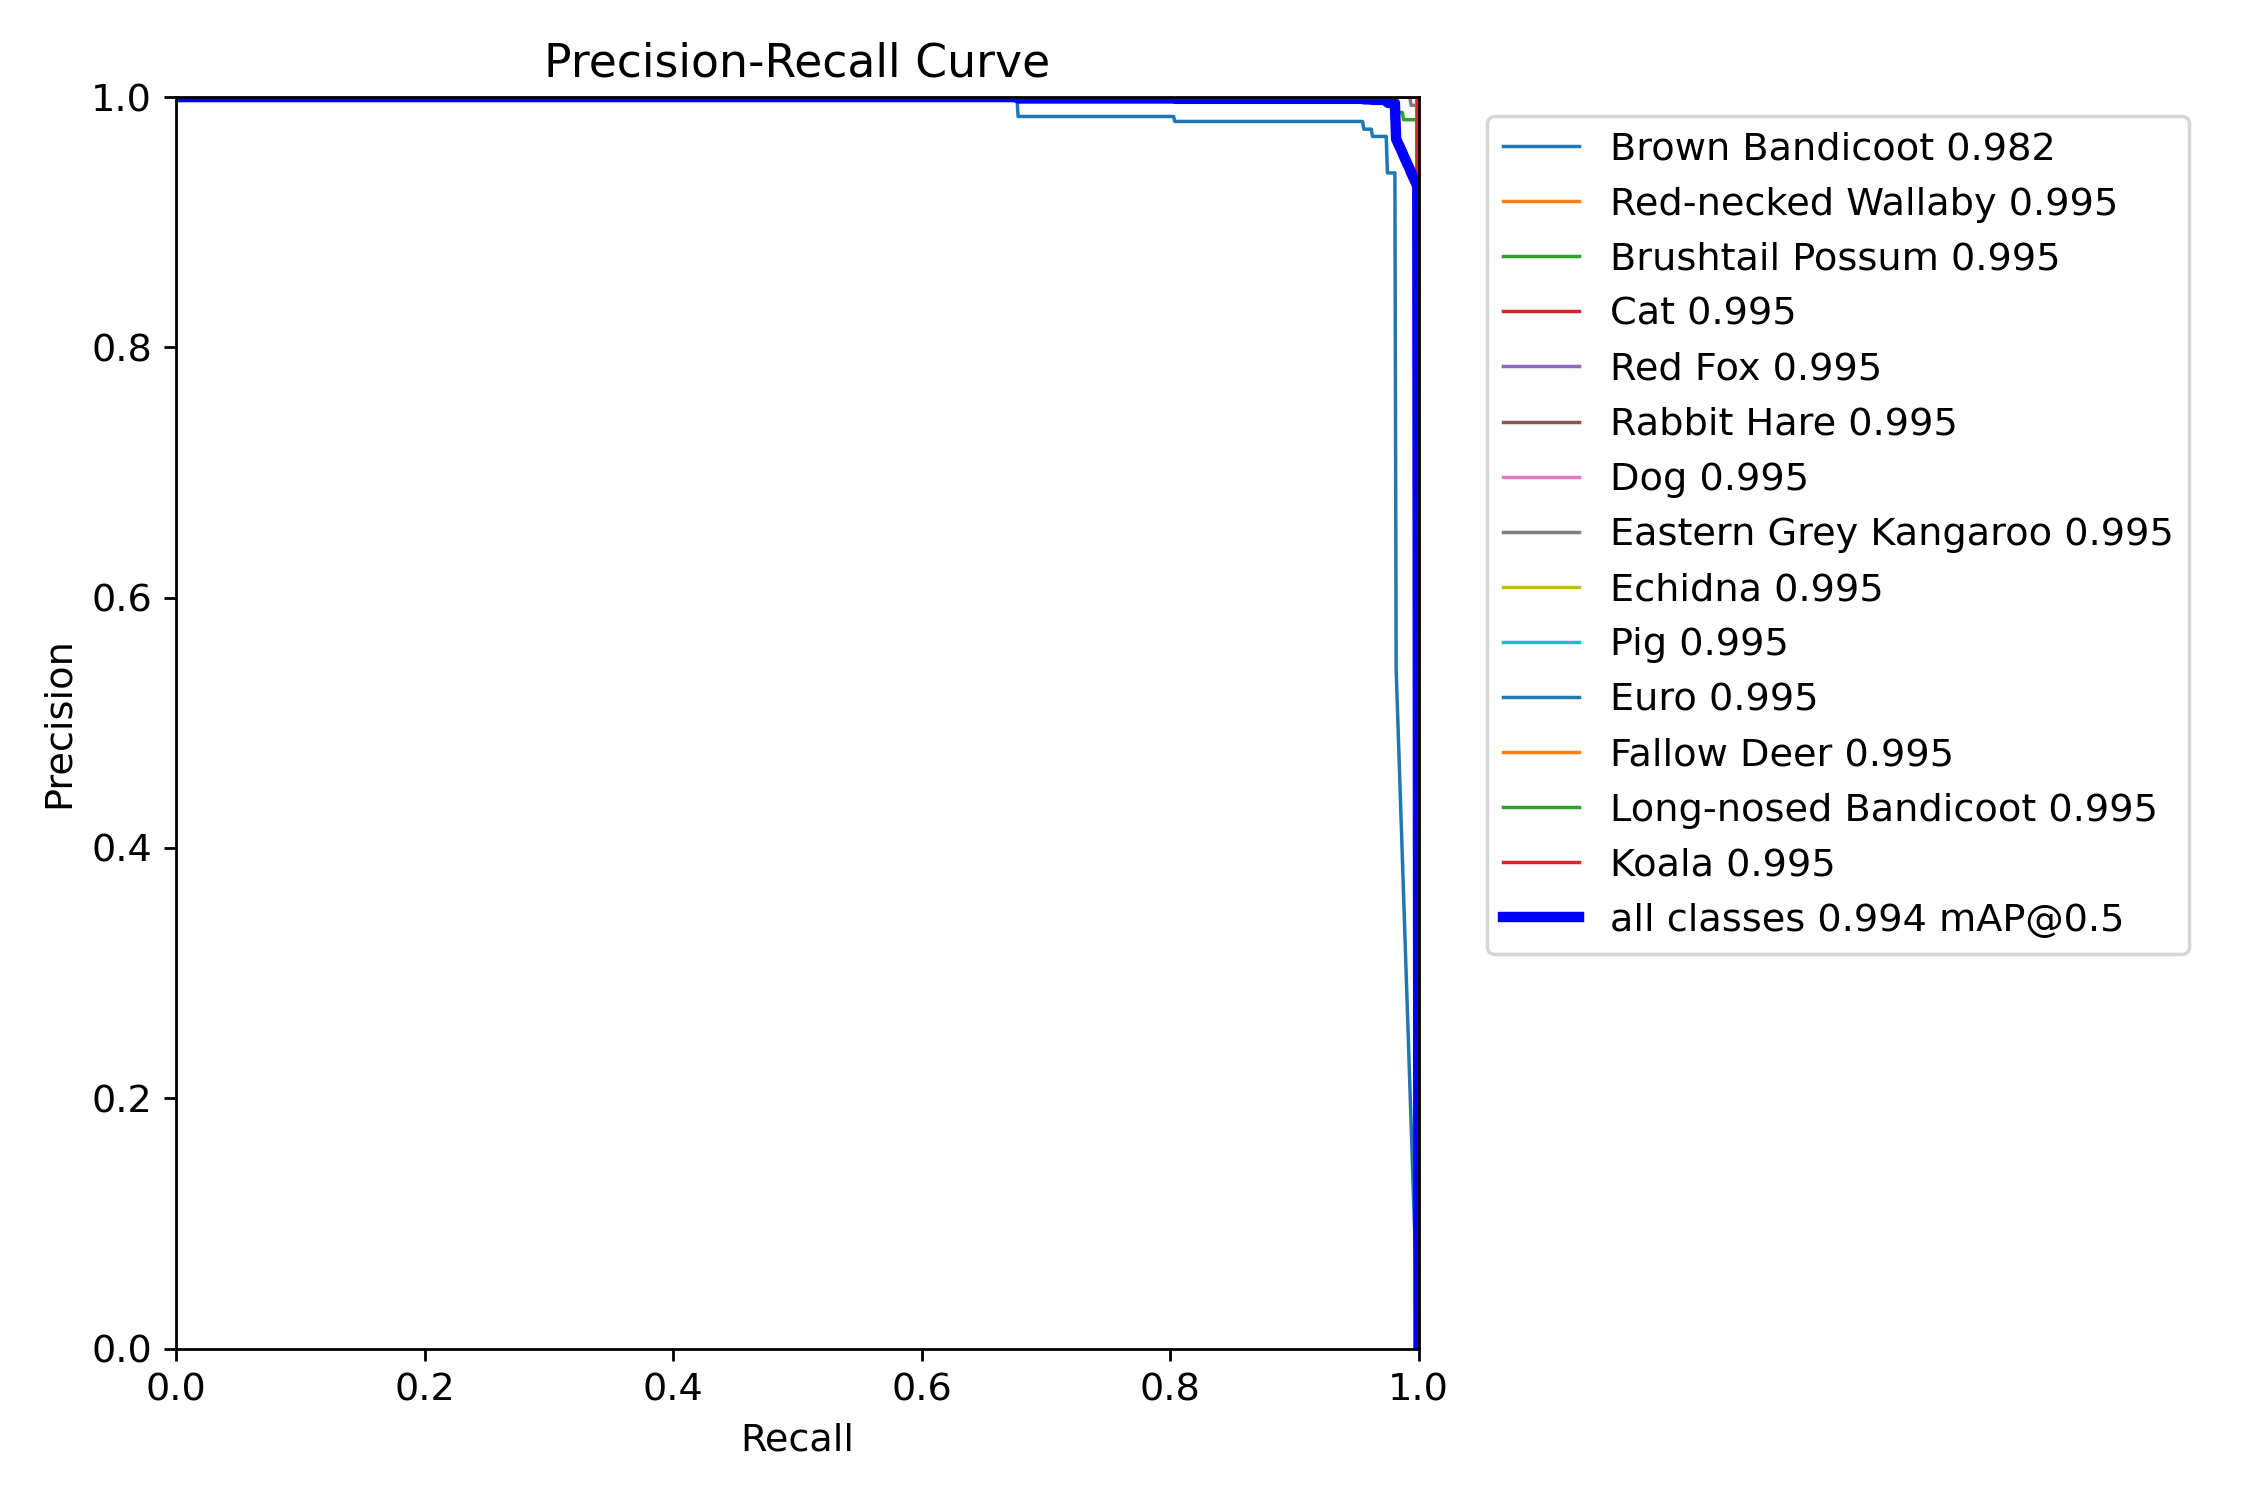 Precision-Recall Curve
1.0
0.8
0.6
0.4
0.2
0.0
Precision
0.0 0.2 0.4 0.6 0.8 1.0
Recall
Brown Bandicoot 0.982
Red-necked Wallaby 0.995
Brushtail Possum 0.995
Cat 0.995
Red Fox 0.995
Rabbit Hare 0.995
Dog 0.995
Eastern Grey Kangaroo 0.995
Echidna 0.995
Pig 0.995
Euro 0.995
Fallow Deer 0.995
Long-nosed Bandicoot 0.995
Koala 0.995
all classes 0.994 mAP@0.5